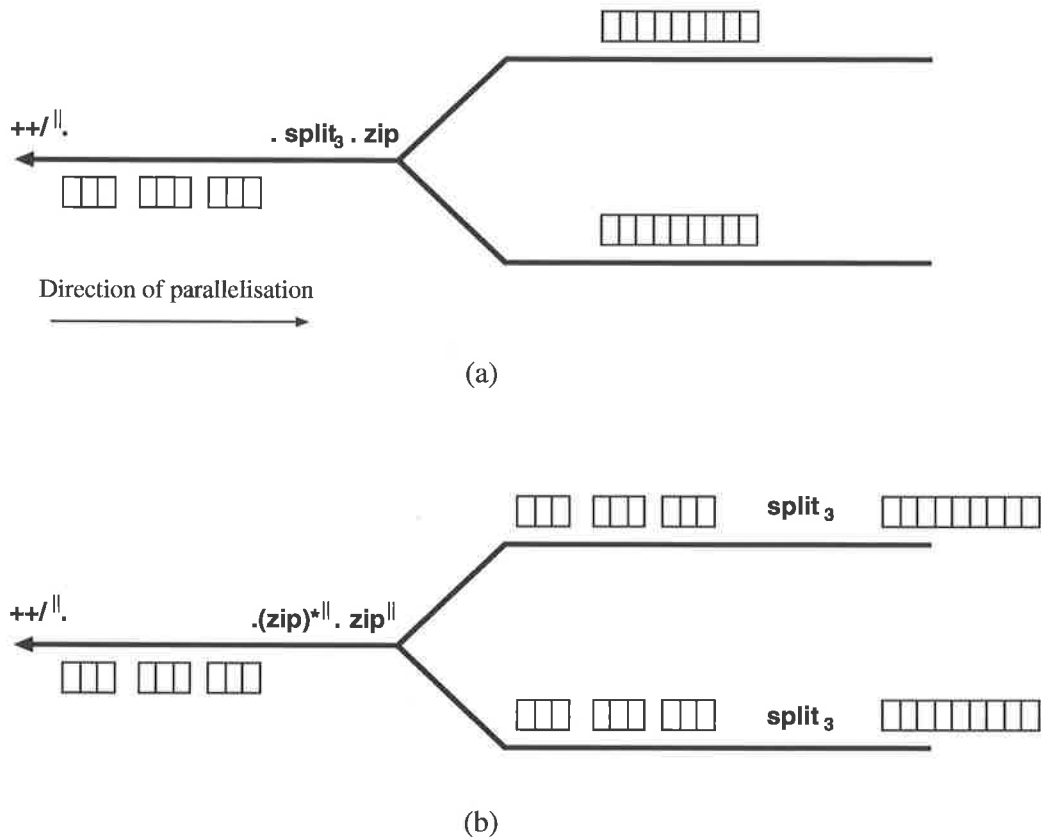 ++/ ||.
. split₃ . zip
Direction of parallelisation
(a)
split₃
++/ ||.
.(zip)*|| . zip||
split₃
(b)